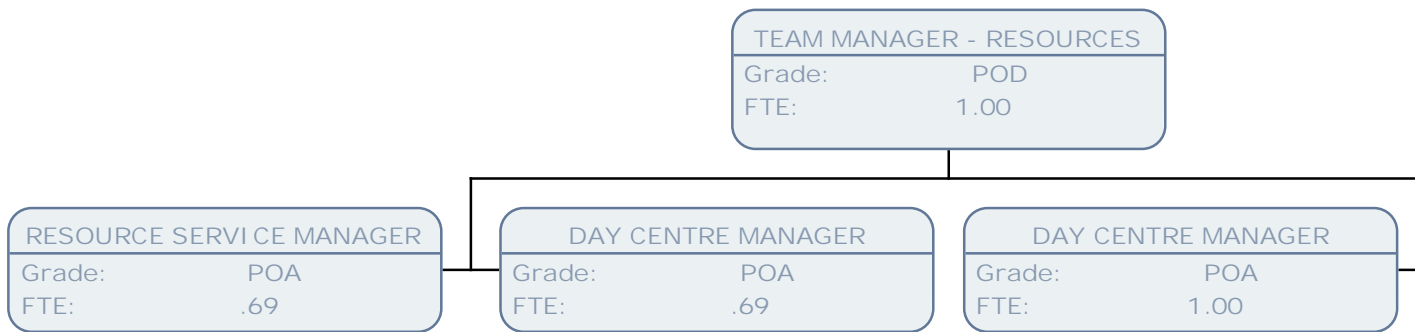 TEAM MANAGER - RESOURCES
Grade: POD
FTE: 1.00
RESOURCE SERVICE MANAGER
Grade: POA
FTE: .69
DAY CENTRE MANAGER
Grade: POA
FTE: .69
DAY CENTRE MANAGER
Grade: POA
FTE: 1.00